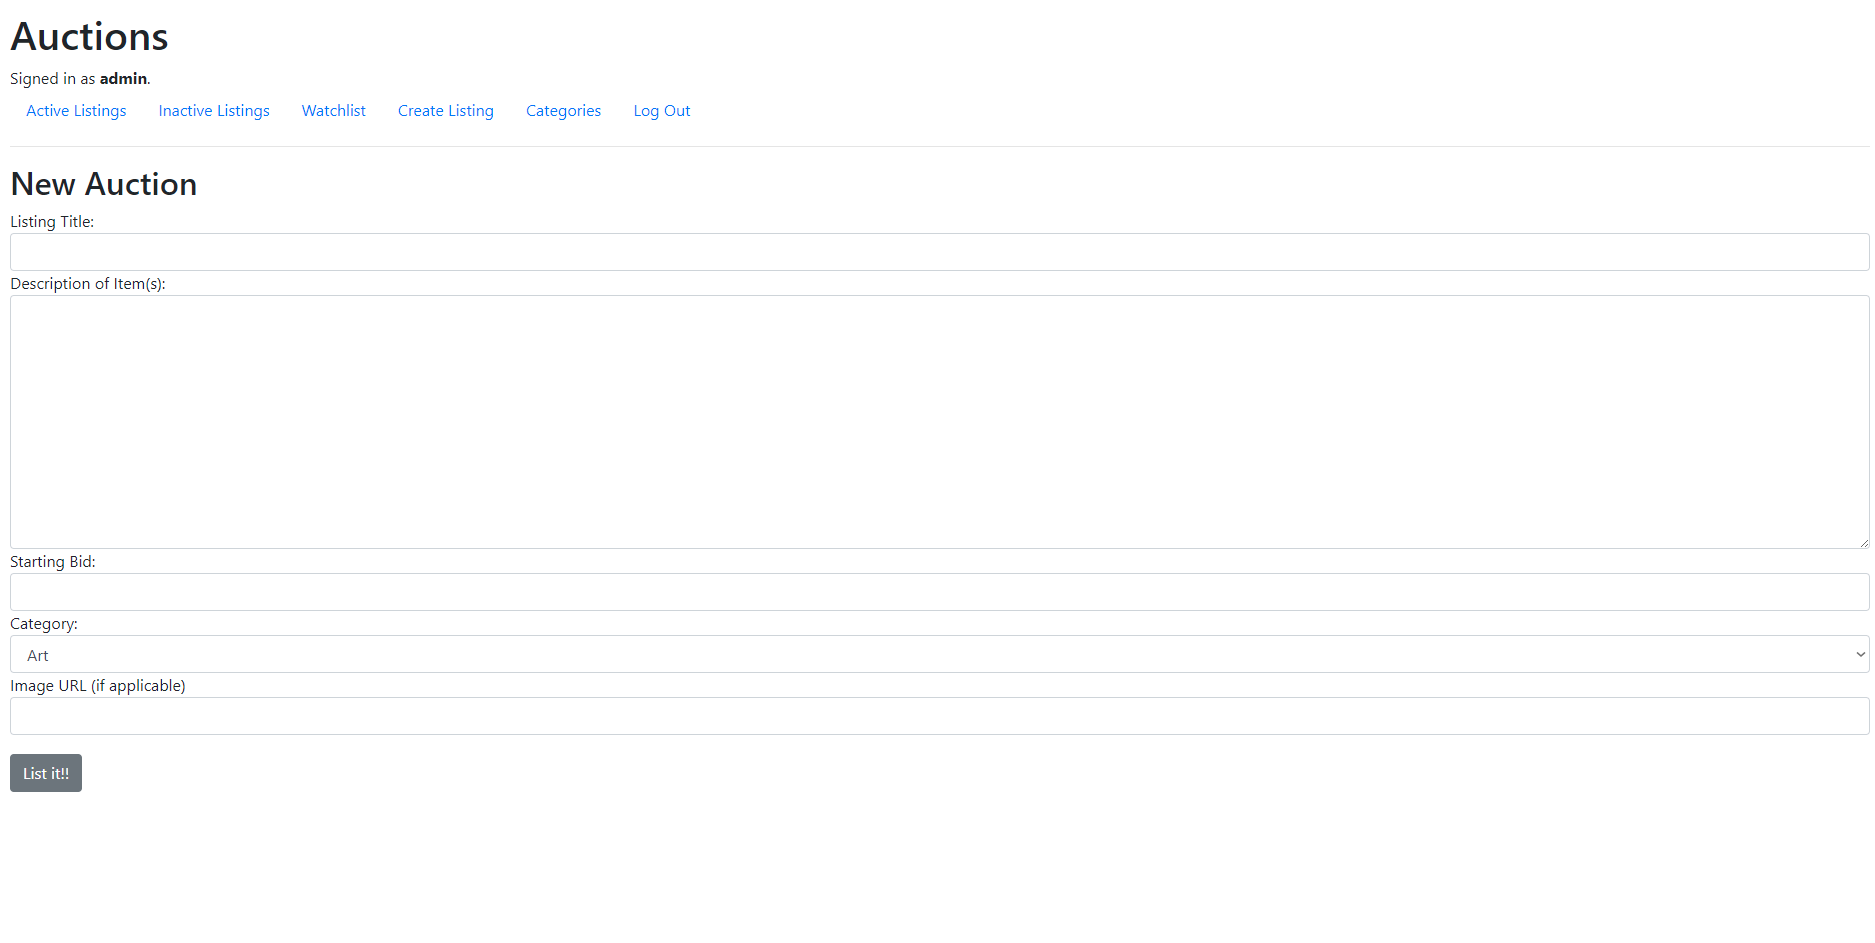 Auctions
Signed in as admin.
Active Listings Inactive Listings Watchlist Create Listing Categories Log Out
New Auction
Listing Title:
Description of Item(s):
Starting Bid:
Category:
Art
Image URL (if applicable)
List it!!